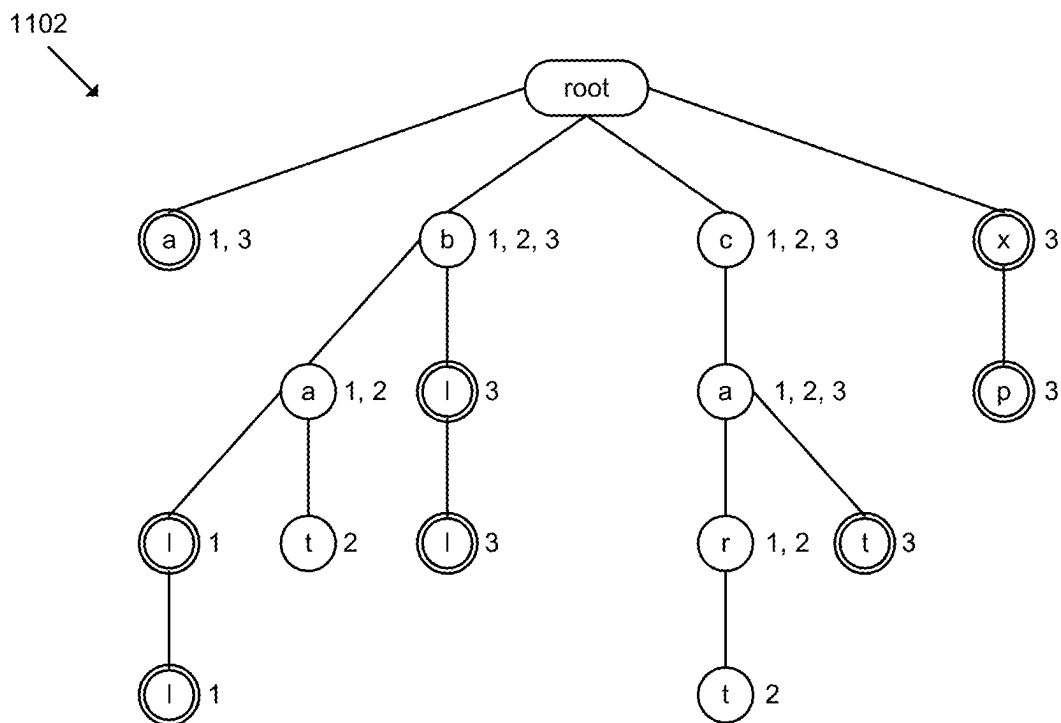 1102
root
a 1, 3 b 1, 2, 3 c 1, 2, 3 x 3
a 1, 2 l 3 a 1, 2, 3 p 3
l 1 t 2 l 3 r 1, 2 t 3
l 1 t 2